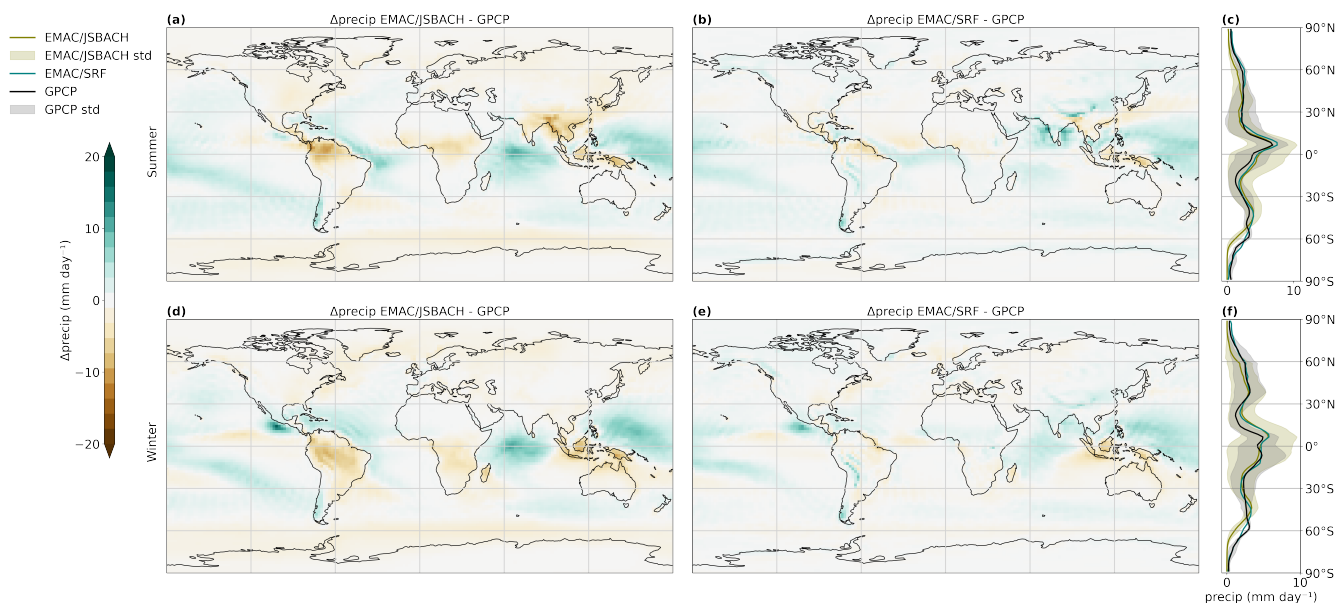 (a) Δprecip EMAC/JSBACH - GPCP
(b) Δprecip EMAC/SRF - GPCP
(c)
EMAC/JSBACH
EMAC/JSBACH std
EMAC/SRF
GPCP
GPCP std
Summer
90°N
60°N
30°N
0°
30°S
60°S
90°S
0 10
20
10
0
−10
−20
Δprecip (mm day⁻¹)
(d) Δprecip EMAC/JSBACH - GPCP
(e) Δprecip EMAC/SRF - GPCP
(f)
Winter
90°N
60°N
30°N
0°
30°S
60°S
90°S
0 10
precip (mm day⁻¹)